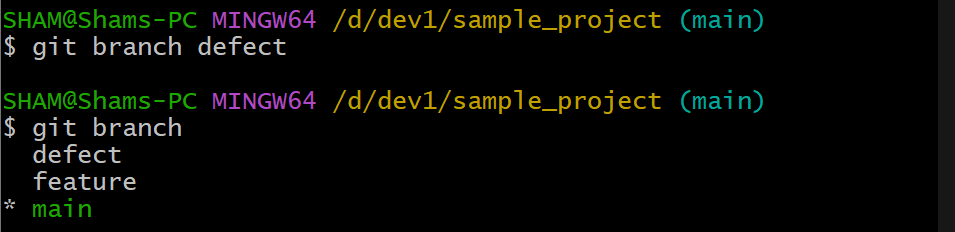 SHAM@Shams-PC MINGW64 /d/dev1/sample_project (main)
$ git branch defect
SHAM@Shams-PC MINGW64 /d/dev1/sample_project (main)
$ git branch
  defect
  feature
* main